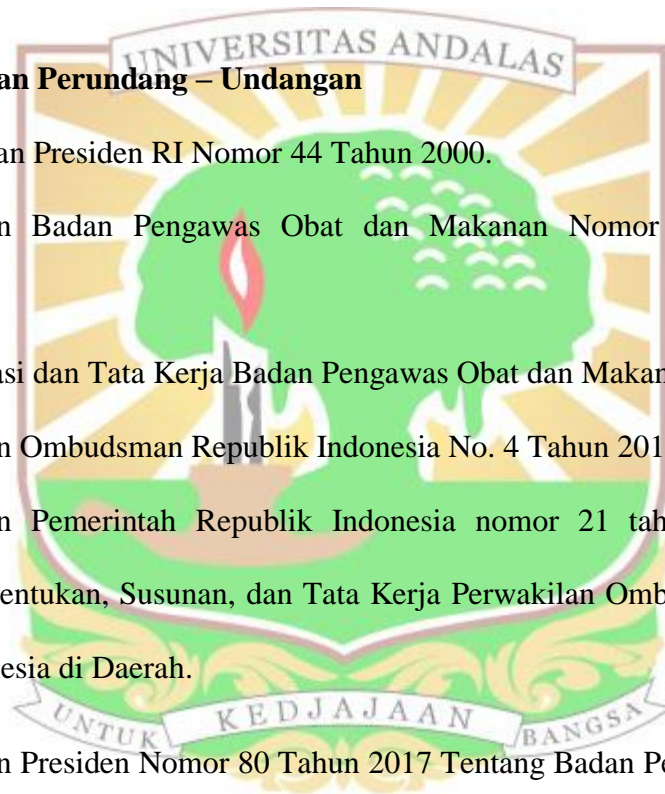 UNIVERSITAS ANDALAS
an Perundang – Undangan
an Presiden RI Nomor 44 Tahun 2000.
n Badan Pengawas Obat dan Makanan Nomor
asi dan Tata Kerja Badan Pengawas Obat dan Makan
n Ombudsman Republik Indonesia No. 4 Tahun 201
n Pemerintah Republik Indonesia nomor 21 tah
entukan, Susunan, dan Tata Kerja Perwakilan Omb
esia di Daerah.
UNTUK KEDJAJAAN BANGSA
n Presiden Nomor 80 Tahun 2017 Tentang Badan Pe